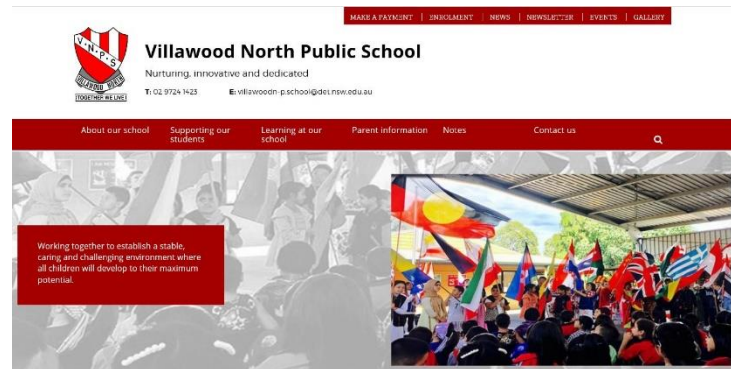 MAKE A PAYMENT | ENROLMENT | NEWS | NEWSLETTER | EVENTS | GALLERY
V.N.P.S
VILLAWOOD NORTH
TOGETHER WE LIVE
Villawood North Public School
Nurturing, innovative and dedicated
T: 02 9724 1423 E: villawoodn-p.school@det.nsw.edu.au
About our school Supporting our students Learning at our school Parent information Notes Contact us
Working together to establish a stable,
caring and challenging environment where
all children will develop to their maximum
potential.